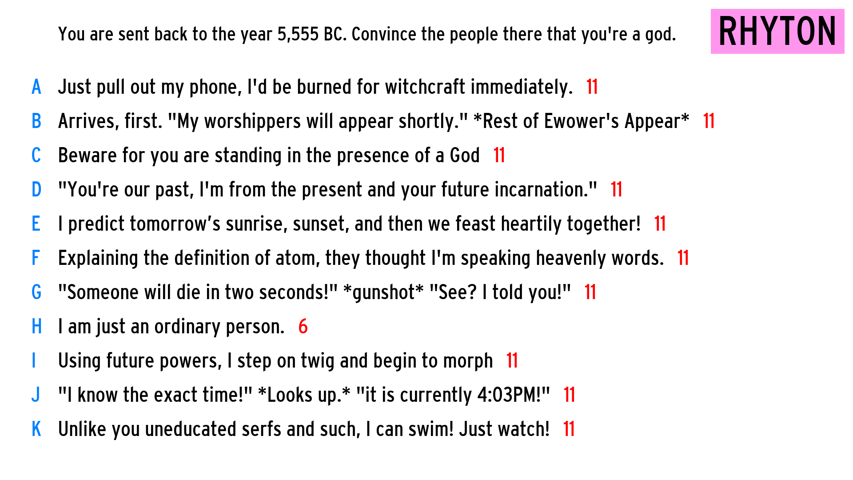 You are sent back to the year 5,555 BC. Convince the people there that you're a god.
RHYTON
A Just pull out my phone, I'd be burned for witchcraft immediately. 11
B Arrives, first. "My worshippers will appear shortly." *Rest of Ewower's Appear* 11
C Beware for you are standing in the presence of a God 11
D "You're our past, I'm from the present and your future incarnation." 11
E I predict tomorrow’s sunrise, sunset, and then we feast heartily together! 11
F Explaining the definition of atom, they thought I'm speaking heavenly words. 11
G "Someone will die in two seconds!" *gunshot* "See? I told you!" 11
H I am just an ordinary person. 6
I Using future powers, I step on twig and begin to morph 11
J "I know the exact time!" *Looks up.* "it is currently 4:03PM!" 11
K Unlike you uneducated serfs and such, I can swim! Just watch! 11